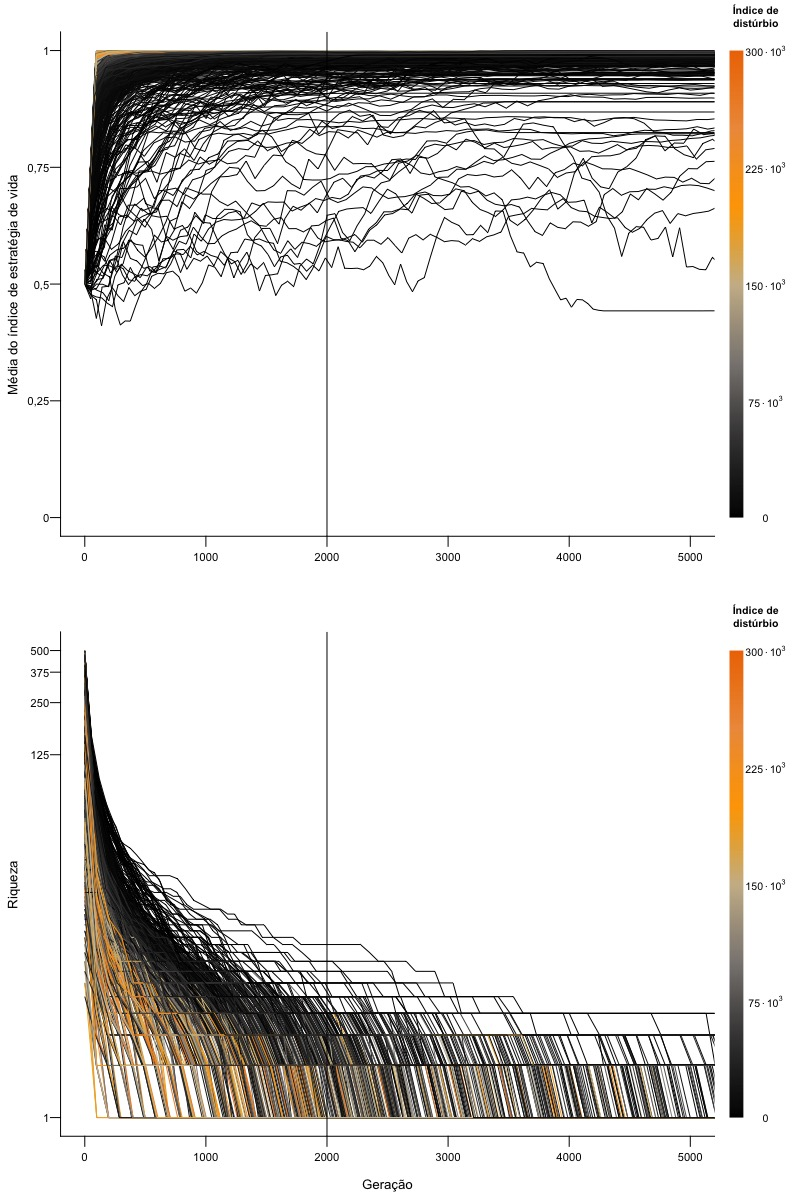 Índice de
distúrbio
300·10³
225·10³
150·10³
75·10³
0
Média do índice de estratégia de vida
1
0,75
0,5
0,25
0
0 1000 2000 3000 4000 5000
Índice de
distúrbio
300·10³
225·10³
150·10³
75·10³
0
Riqueza
500
375
250
125
1
0 1000 2000 3000 4000 5000
Geração